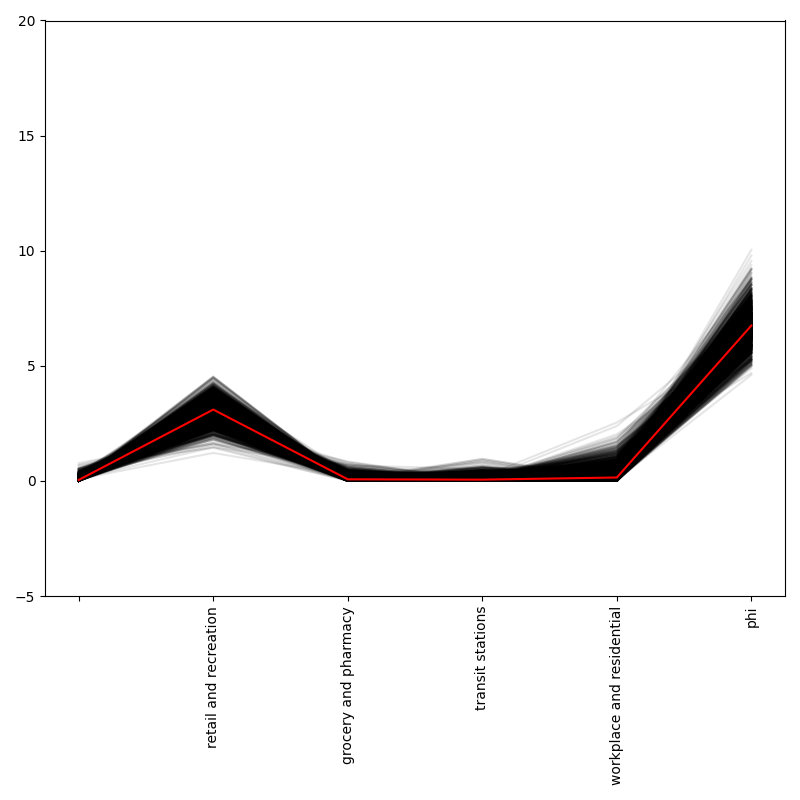 20
15
10
5
0
−5
retail and recreation
grocery and pharmacy
transit stations
workplace and residential
phi